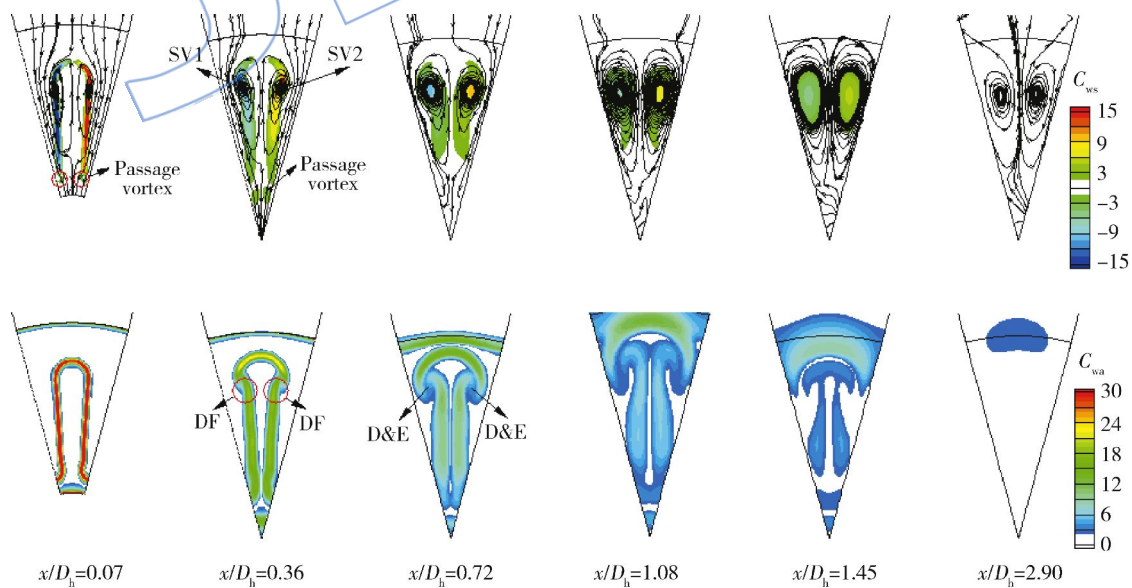 SV1
SV2
Passage
vortex
Passage
vortex
C_ws
15
9
3
−3
−9
−15
DF
DF
D&E
D&E
C_wa
30
24
18
12
6
0
x/D_h=0.07
x/D_h=0.36
x/D_h=0.72
x/D_h=1.08
x/D_h=1.45
x/D_h=2.90